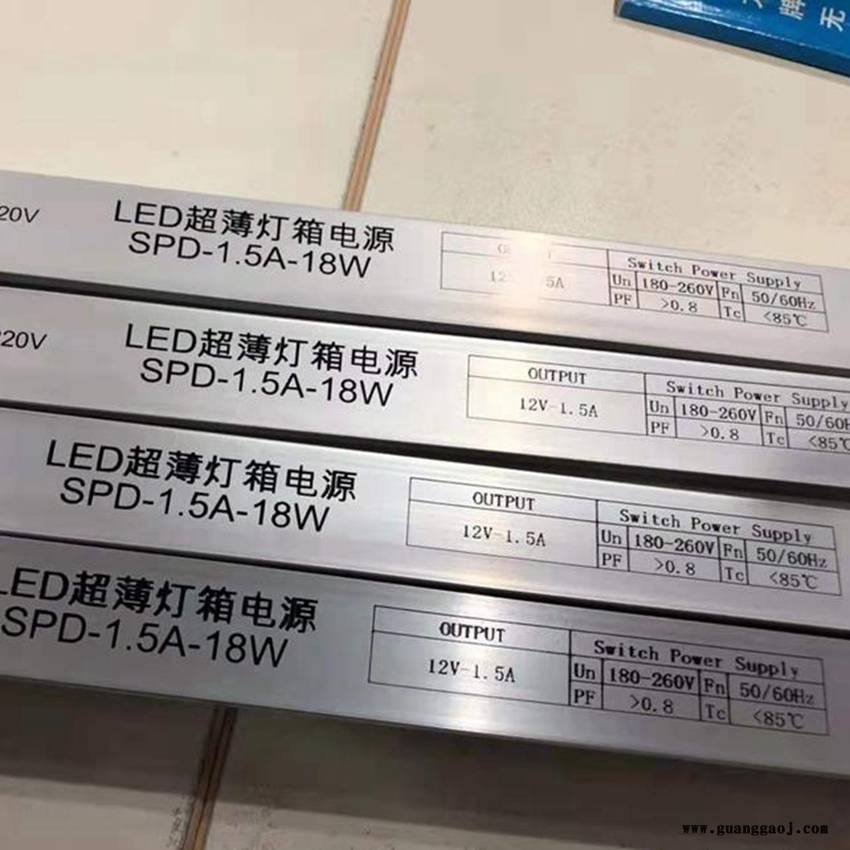 牌
无
20V
LED超薄灯箱电源
SPD-1.5A-18W
Switch Power Supply
Un 180-260V Fn 50/60Hz
PF >0.8 Tc <85℃
220V
LED超薄灯箱电源
SPD-1.5A-18W
OUTPUT
12V-1.5A
Switch Power Supply
Un 180-260V Fn 50/60H
PF >0.8 Tc <85℃
LED超薄灯箱电源
SPD-1.5A-18W
OUTPUT
12V-1.5A
Switch Power Supply
Un 180-260V Fn 50/60Hz
PF >0.8 Tc <85℃
LED超薄灯箱电源
SPD-1.5A-18W
OUTPUT
12V-1.5A
Switch Power Supply
Un 180-260V Fn 50/60Hz
PF >0.8 Tc <85℃
www.guanggaoj.com